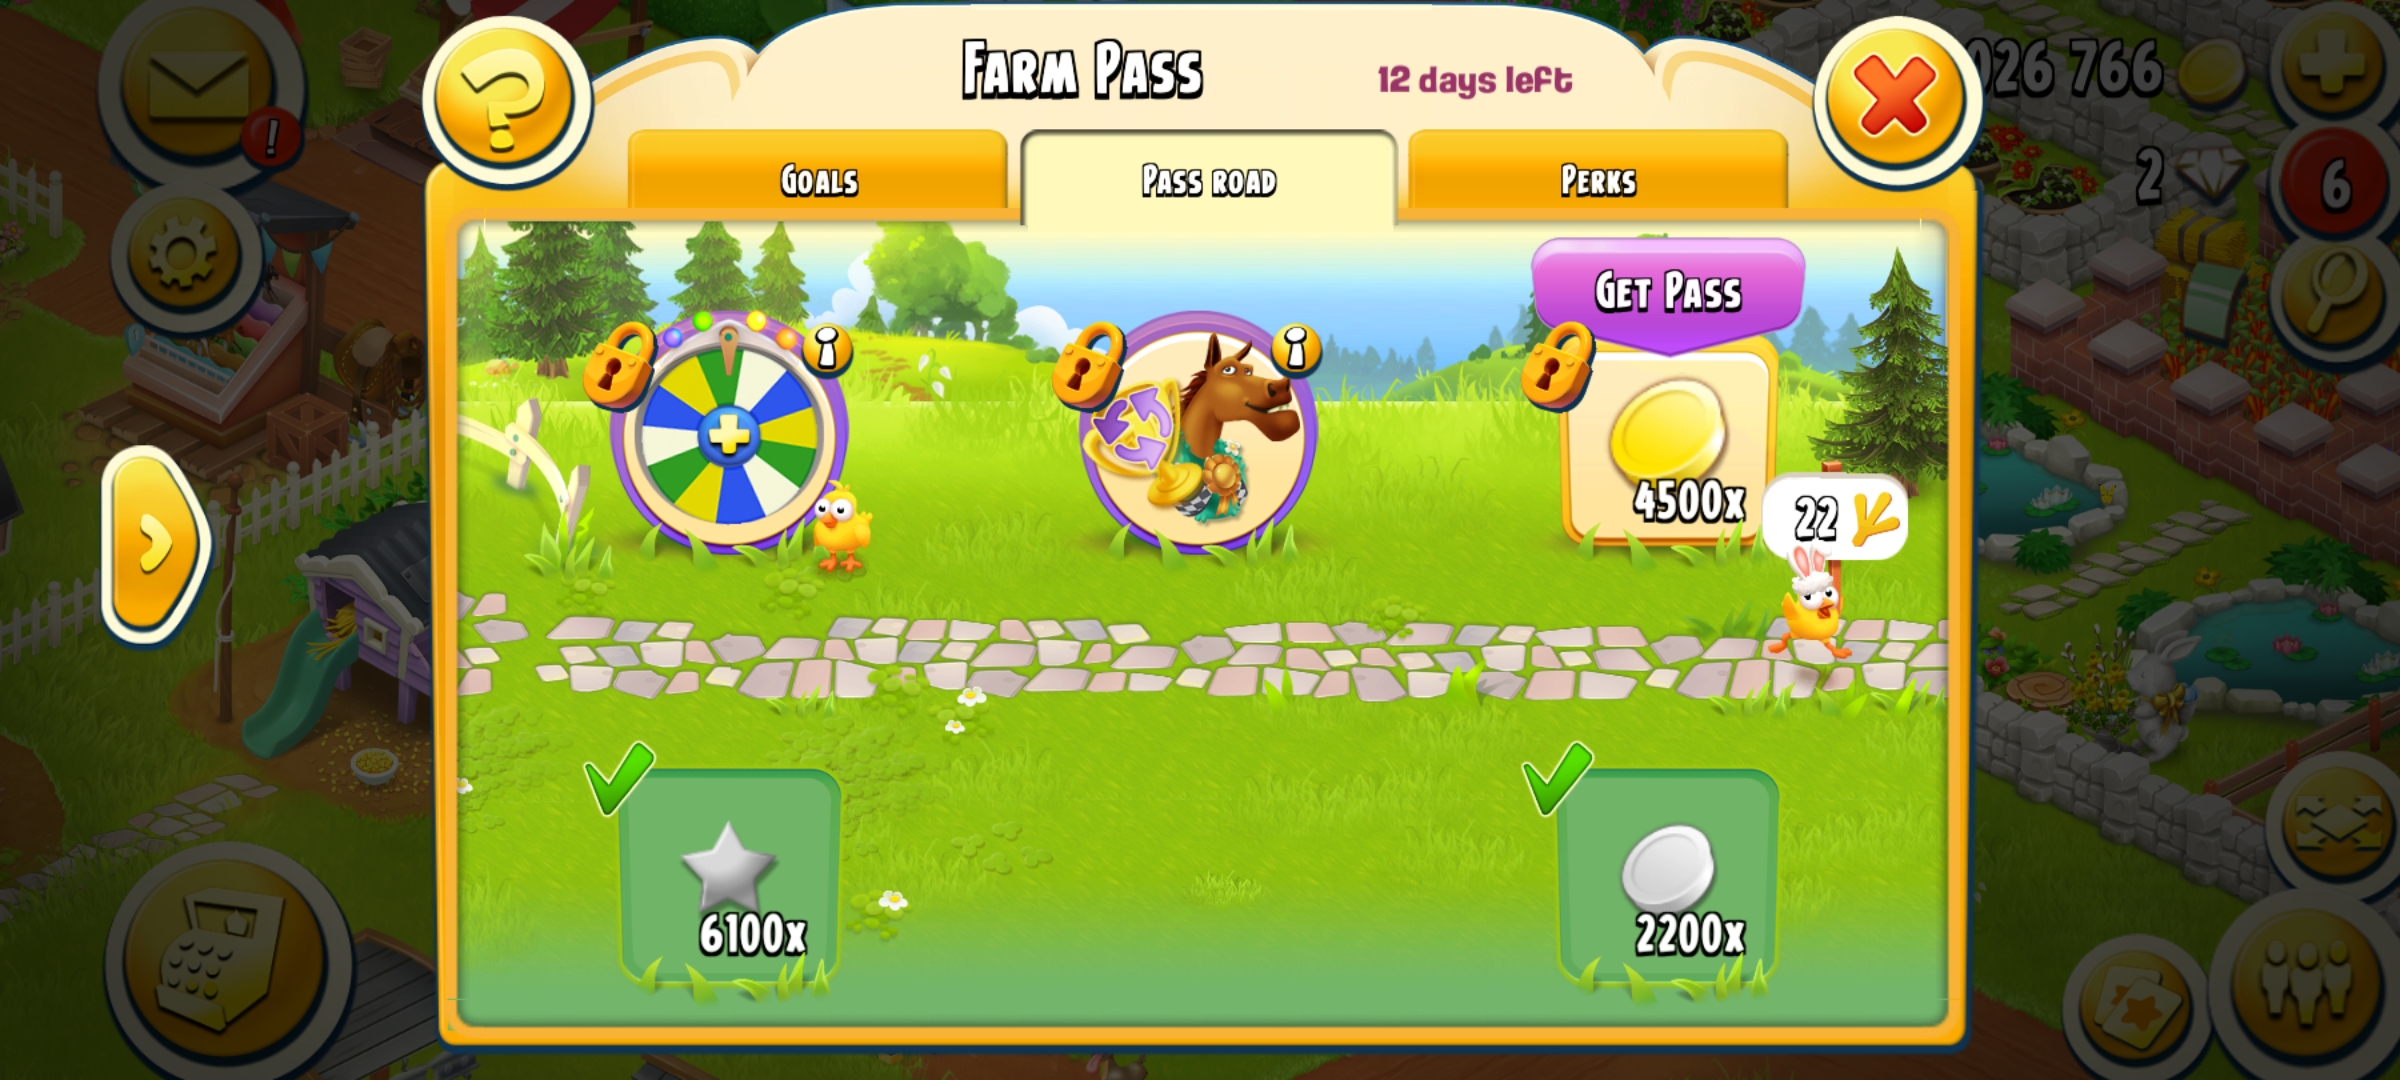 FARM PASS
12 days left
GOALS
PASS ROAD
PERKS
026 766
2
6
!
GET PASS
4500x
22
6100x
2200x